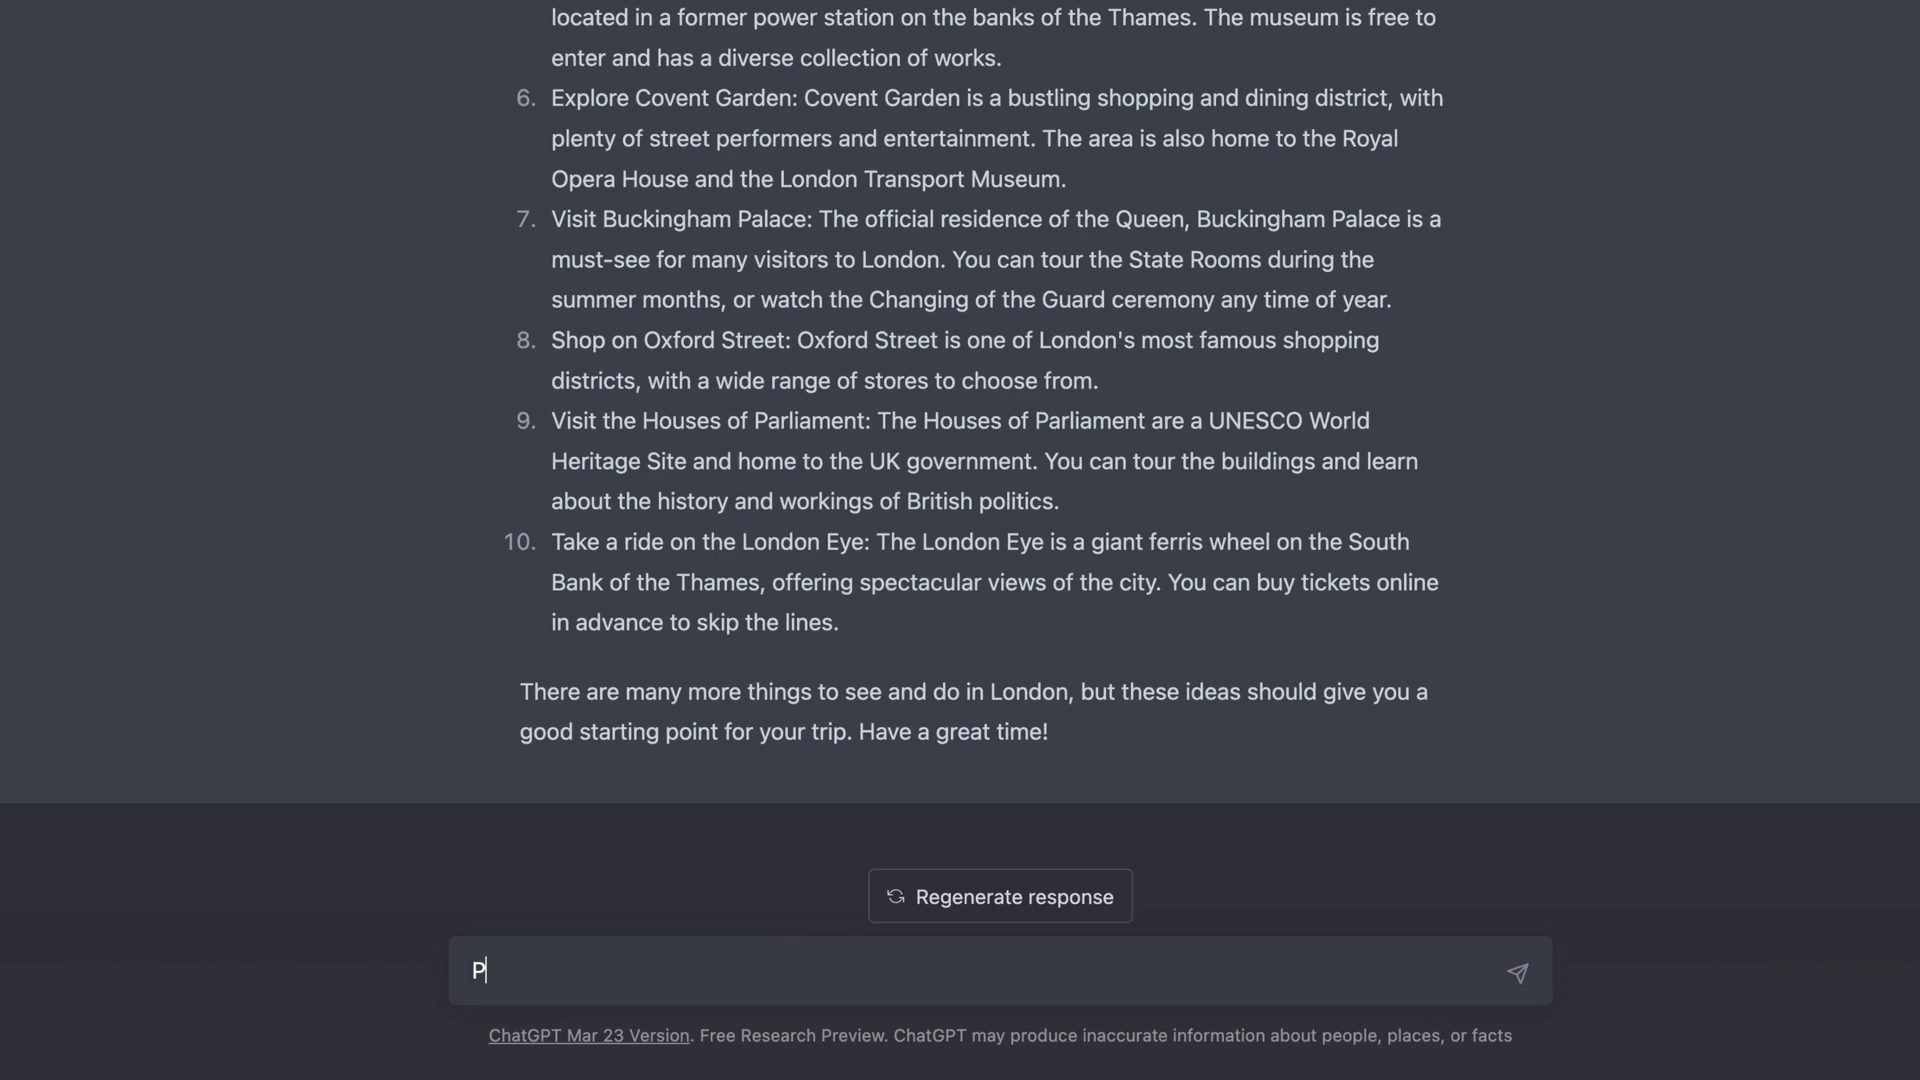 located in a former power station on the banks of the Thames. The museum is free to
enter and has a diverse collection of works.
6. Explore Covent Garden: Covent Garden is a bustling shopping and dining district, with
plenty of street performers and entertainment. The area is also home to the Royal
Opera House and the London Transport Museum.
7. Visit Buckingham Palace: The official residence of the Queen, Buckingham Palace is a
must-see for many visitors to London. You can tour the State Rooms during the
summer months, or watch the Changing of the Guard ceremony any time of year.
8. Shop on Oxford Street: Oxford Street is one of London's most famous shopping
districts, with a wide range of stores to choose from.
9. Visit the Houses of Parliament: The Houses of Parliament are a UNESCO World
Heritage Site and home to the UK government. You can tour the buildings and learn
about the history and workings of British politics.
10. Take a ride on the London Eye: The London Eye is a giant ferris wheel on the South
Bank of the Thames, offering spectacular views of the city. You can buy tickets online
in advance to skip the lines.
There are many more things to see and do in London, but these ideas should give you a
good starting point for your trip. Have a great time!
Regenerate response
P
ChatGPT Mar 23 Version. Free Research Preview. ChatGPT may produce inaccurate information about people, places, or facts